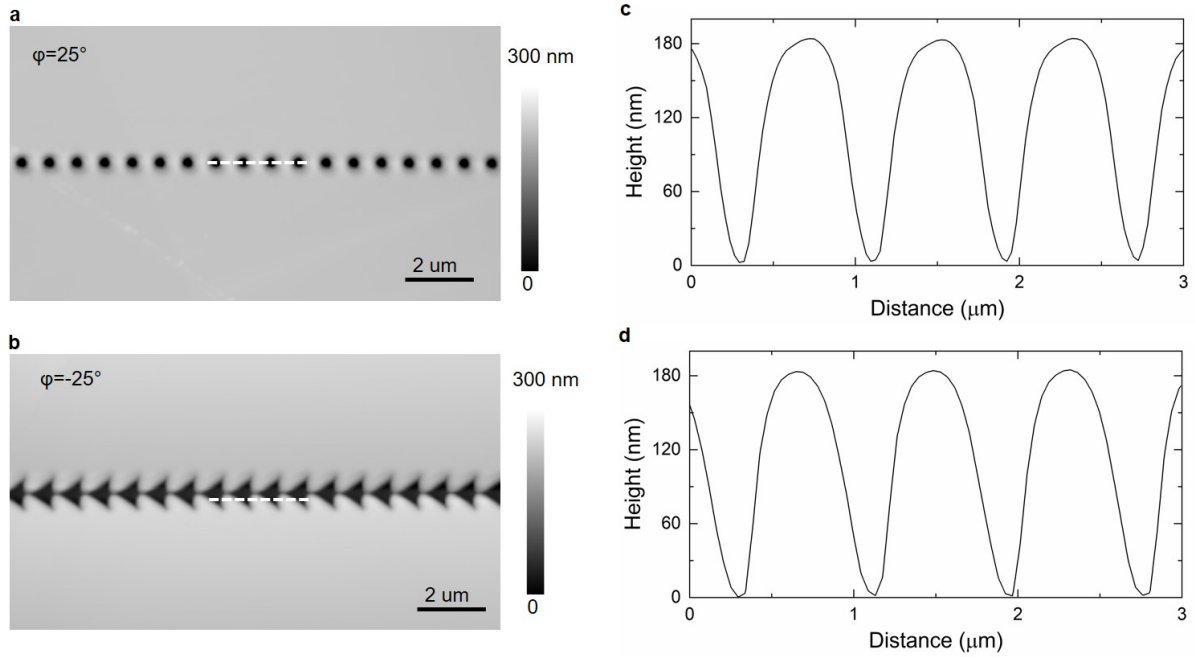 a
φ=25°
300 nm
0
2 um
b
φ=-25°
300 nm
0
2 um
c
Height (nm)
180
120
60
0
0 1 2 3
Distance (μm)
d
Height (nm)
180
120
60
0
0 1 2 3
Distance (μm)